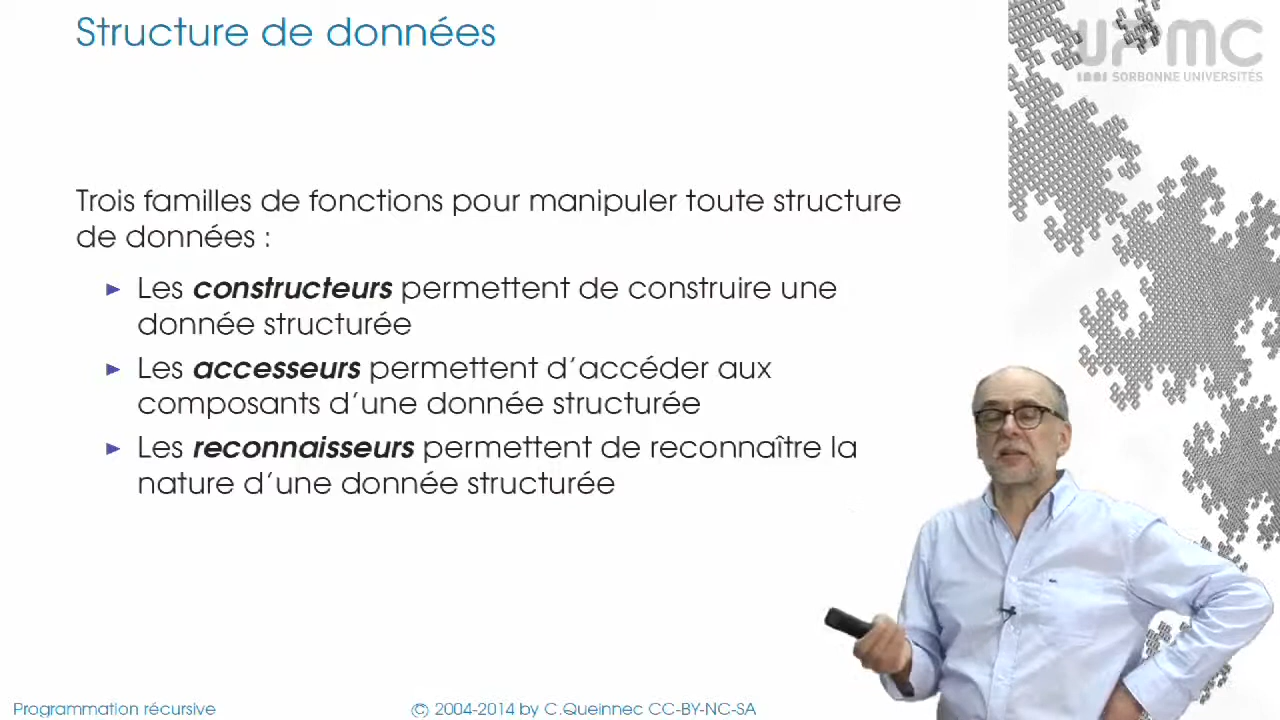 Structure de données
UPMC
SORBONNE UNIVERSITÉS
Trois familles de fonctions pour manipuler toute structure
de données :
Les constructeurs permettent de construire une
donnée structurée
Les accesseurs permettent d'accéder aux
composants d'une donnée structurée
Les reconnaisseurs permettent de reconnaître la
nature d'une donnée structurée
Programmation récursive
© 2004-2014 by C.Queinnec CC-BY-NC-SA